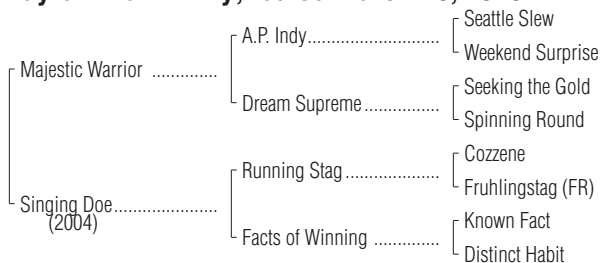 Seattle Slew
A.P. Indy
Weekend Surprise
Majestic Warrior
Seeking the Gold
Dream Supreme
Spinning Round
Cozzene
Running Stag
Fruhlingstag (FR)
Singing Doe
(2004)
Known Fact
Facts of Winning
Distinct Habit